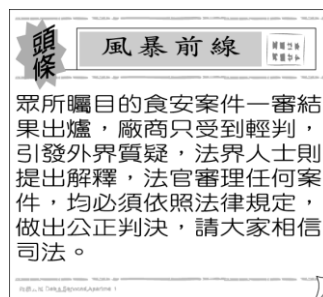 頭條
風暴前線
眾所矚目的食安案件一審結
果出爐，廠商只受到輕判，
引發外界質疑，法界人士則
提出解釋，法官審理任何案
件，均必須依照法律規定，
做出公正判決，請大家相信
司法。